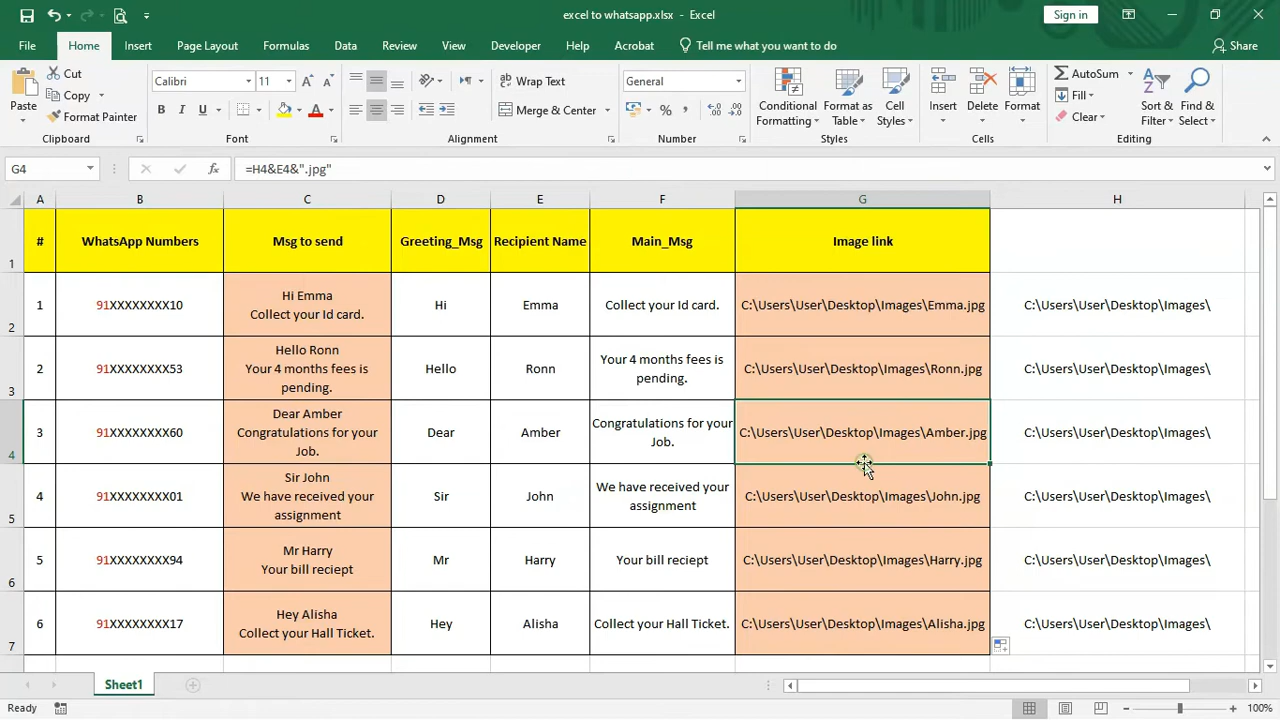 excel to whatsapp.xlsx - Excel
Sign in
File Home Insert Page Layout Formulas Data Review View Developer Help Acrobat Tell me what you want to do Share
Paste
Cut
Copy
Format Painter
Clipboard
Calibri 11
B I U
Font
Wrap Text
Merge & Center
Alignment
General
%
Number
Conditional
Formatting
Format as
Table
Cell
Styles
Styles
Insert
Delete
Format
Cells
AutoSum
Fill
Clear
Sort &
Filter
Find &
Select
Editing
G4
fx
=H4&E4&".jpg"
A B C D E F G H
1
# WhatsApp Numbers Msg to send Greeting_Msg Recipient Name Main_Msg Image link
2
1
91XXXXXXXX10
Hi Emma
Collect your Id card.
Hi
Emma
Collect your Id card.
C:\Users\User\Desktop\Images\Emma.jpg
C:\Users\User\Desktop\Images\
3
2
91XXXXXXXX53
Hello Ronn
Your 4 months fees is
pending.
Hello
Ronn
Your 4 months fees is
pending.
C:\Users\User\Desktop\Images\Ronn.jpg
C:\Users\User\Desktop\Images\
4
3
91XXXXXXXX60
Dear Amber
Congratulations for your
Job.
Dear
Amber
Congratulations for your
Job.
C:\Users\User\Desktop\Images\Amber.jpg
C:\Users\User\Desktop\Images\
5
4
91XXXXXXXX01
Sir John
We have received your
assignment
Sir
John
We have received your
assignment
C:\Users\User\Desktop\Images\John.jpg
C:\Users\User\Desktop\Images\
6
5
91XXXXXXXX94
Mr Harry
Your bill reciept
Mr
Harry
Your bill reciept
C:\Users\User\Desktop\Images\Harry.jpg
C:\Users\User\Desktop\Images\
7
6
91XXXXXXXX17
Hey Alisha
Collect your Hall Ticket.
Hey
Alisha
Collect your Hall Ticket.
C:\Users\User\Desktop\Images\Alisha.jpg
C:\Users\User\Desktop\Images\
Sheet1
Ready
100%